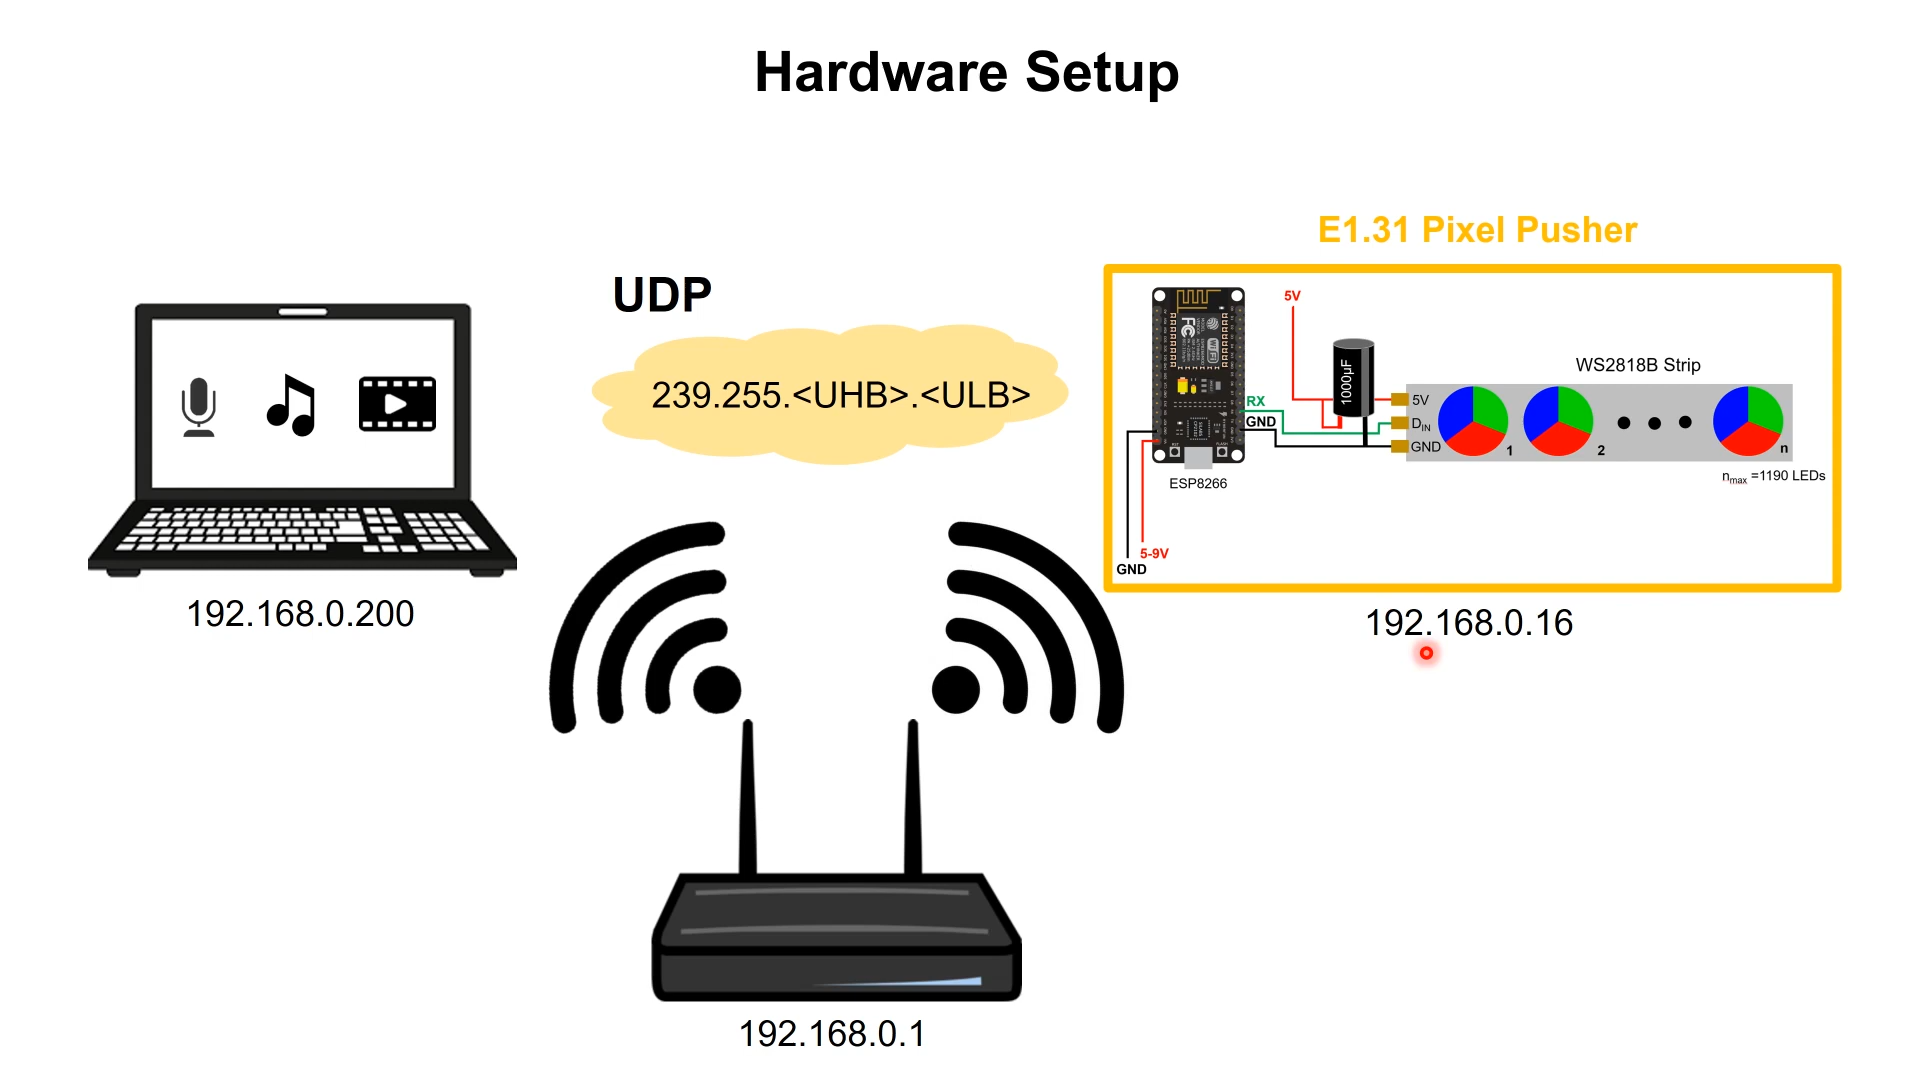 Hardware Setup
E1.31 Pixel Pusher
UDP
239.255.<UHB>.<ULB>
5V
1000µF
WS2818B Strip
RX
GND
5V
DIN
GND
1
2
n
nmax =1190 LEDs
WiFi
FC
ESP8266
5-9V
GND
192.168.0.200
192.168.0.16
192.168.0.1